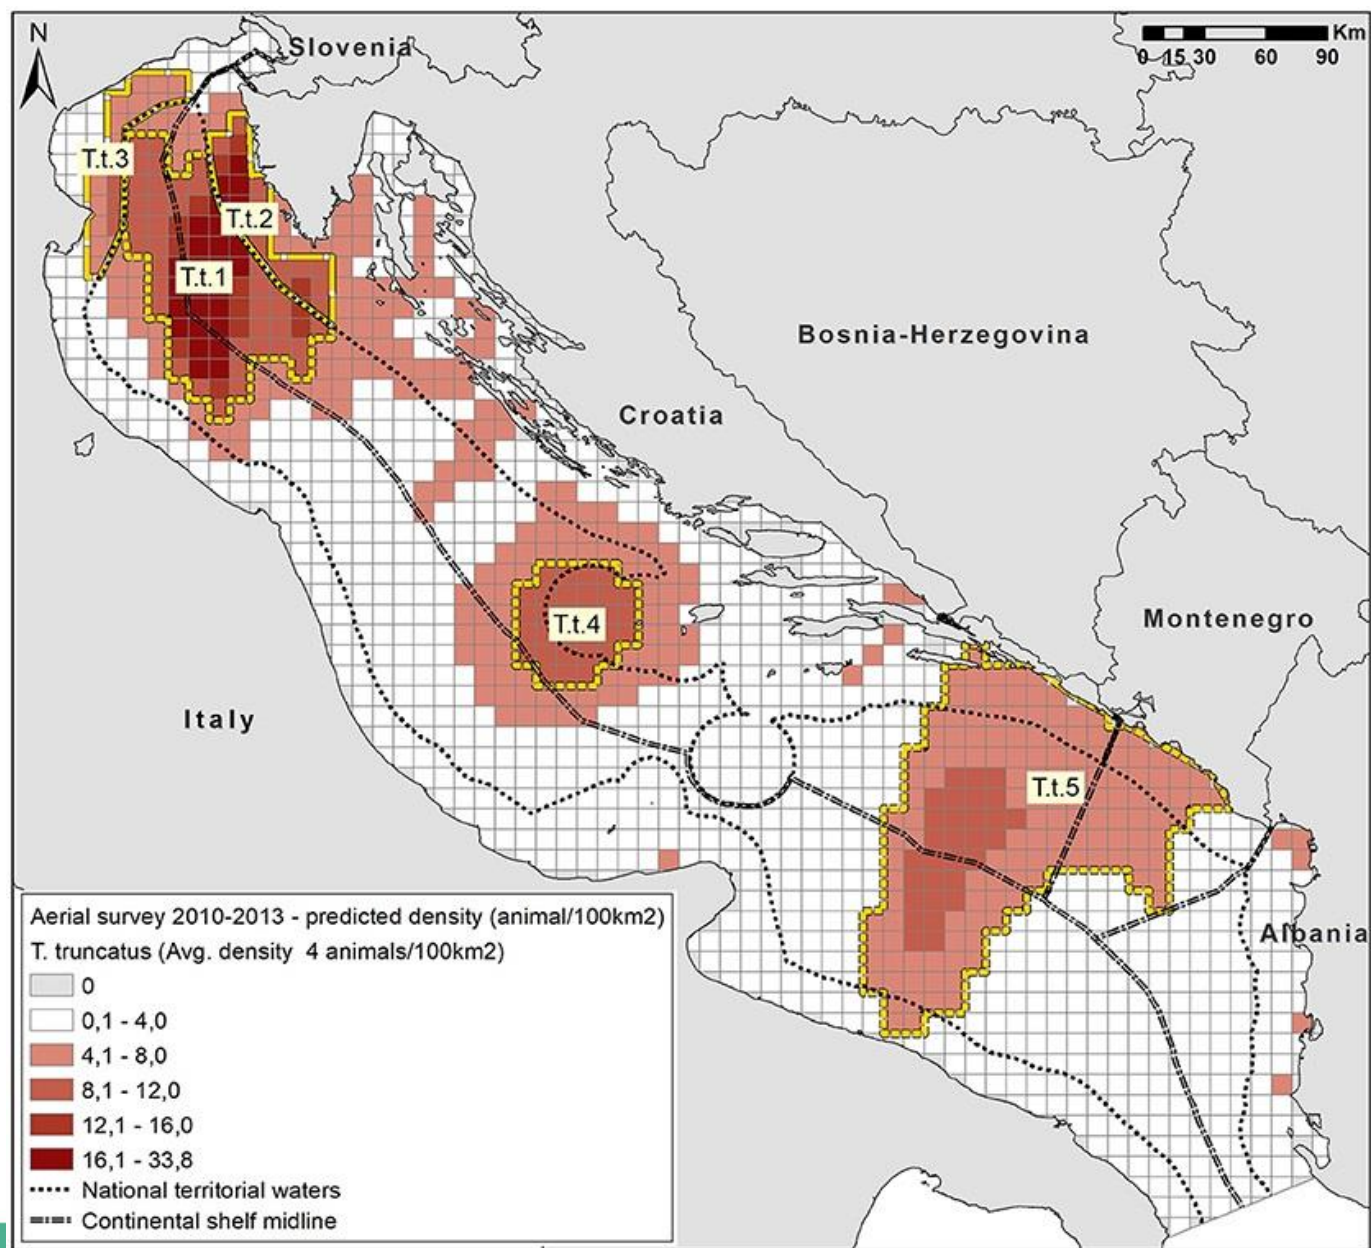 N
Slovenia
Km
0 15 30 60 90
T.t.3
T.t.2
T.t.1
Bosnia-Herzegovina
Croatia
T.t.4
Montenegro
Italy
T.t.5
Albania
Aerial survey 2010-2013 - predicted density (animal/100km2)
T. truncatus (Avg. density 4 animals/100km2)
0
0,1 - 4,0
4,1 - 8,0
8,1 - 12,0
12,1 - 16,0
16,1 - 33,8
National territorial waters
Continental shelf midline